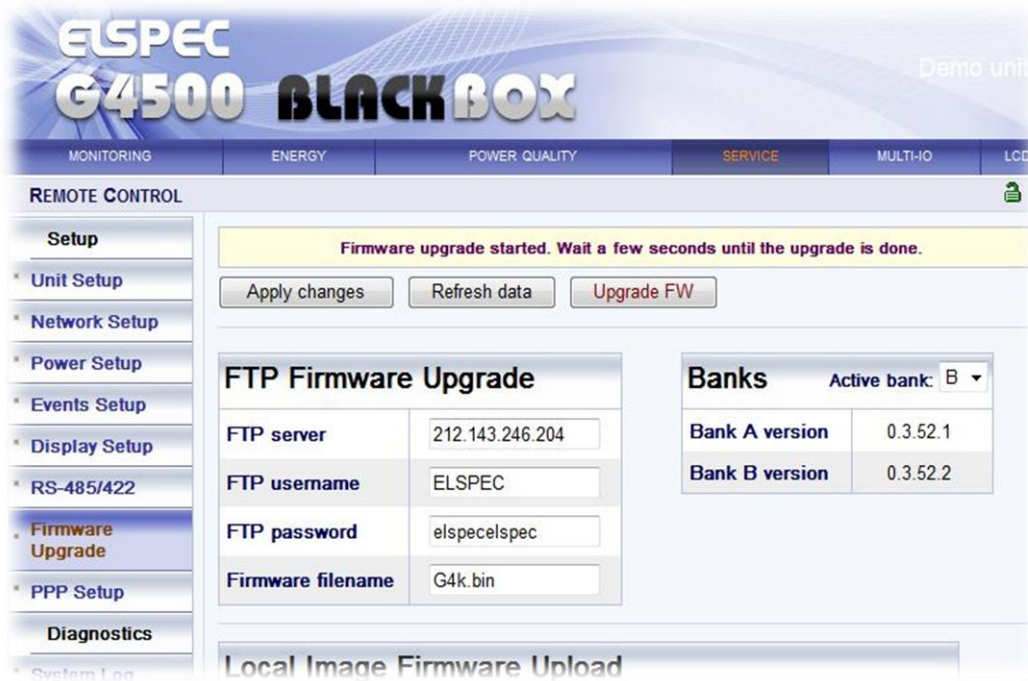 ELSPEC
G4500 BLACKBOX
Demo unit
MONITORING ENERGY POWER QUALITY SERVICE MULTI-IO LCD
REMOTE CONTROL
Setup
Unit Setup
Network Setup
Power Setup
Events Setup
Display Setup
RS-485/422
Firmware
Upgrade
PPP Setup
Diagnostics
System Log
Firmware upgrade started. Wait a few seconds until the upgrade is done.
Apply changes Refresh data Upgrade FW
FTP Firmware Upgrade
FTP server 212.143.246.204
FTP username ELSPEC
FTP password elspecelspec
Firmware filename G4k.bin
Banks Active bank: B
Bank A version 0.3.52.1
Bank B version 0.3.52.2
Local Image Firmware Upload